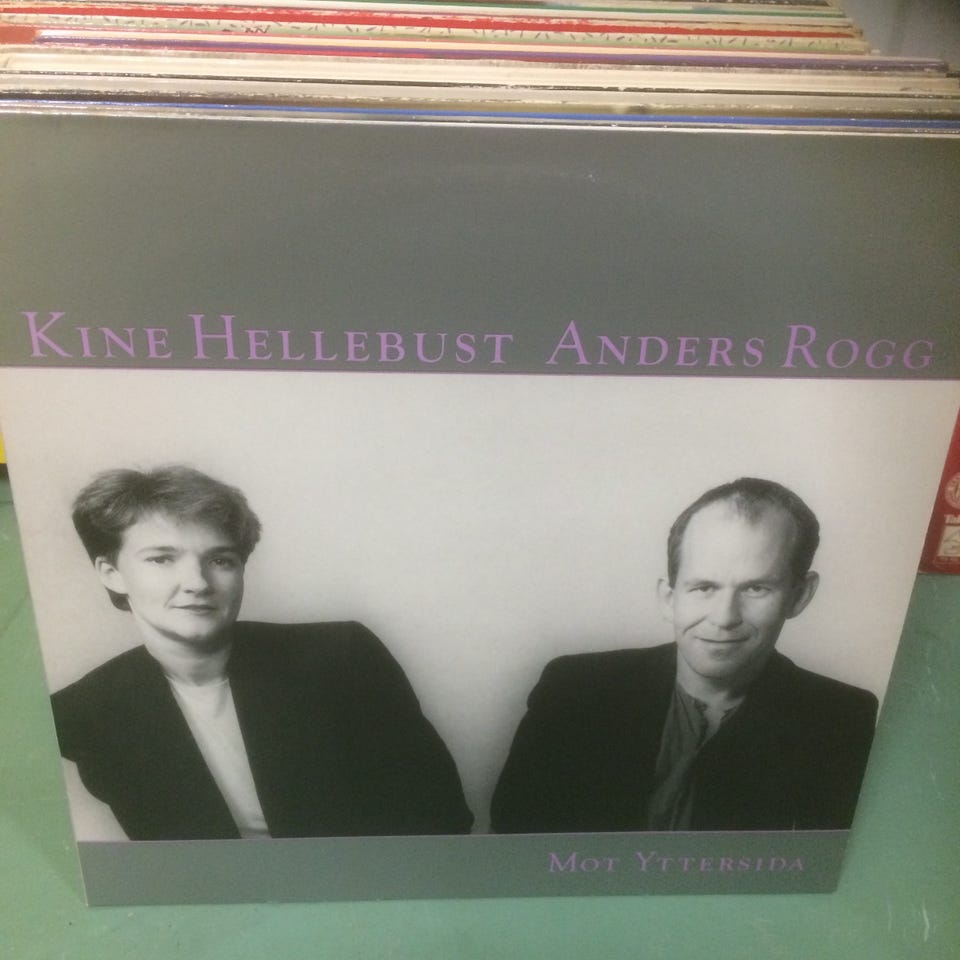 Kine Hellebust Anders Rogg
Mot Yttersida